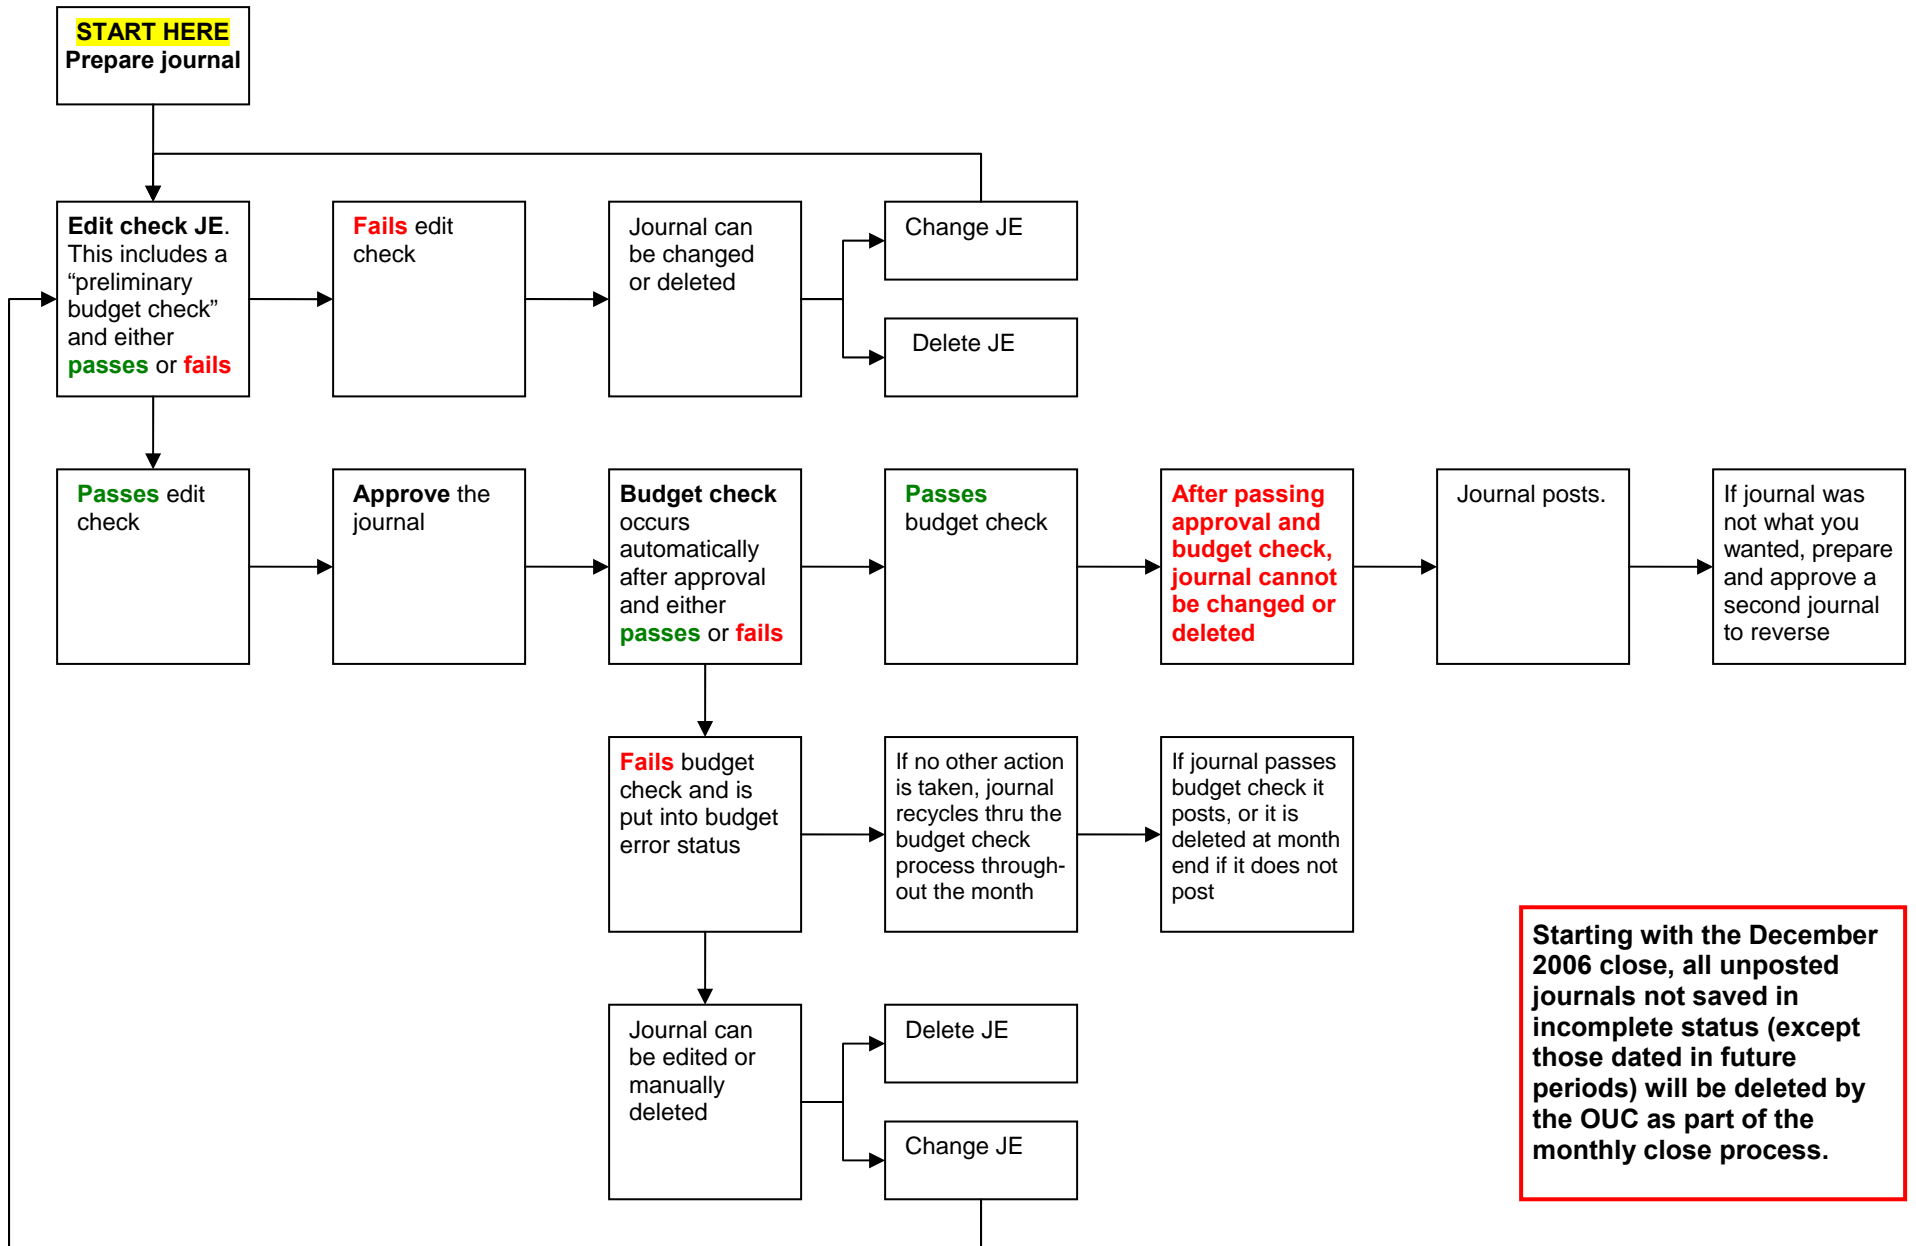 START HERE
Prepare journal
Edit check JE.
This includes a
“preliminary
budget check”
and either
passes or fails
Fails edit
check
Journal can
be changed
or deleted
Change JE
Delete JE
Passes edit
check
Approve the
journal
Budget check
occurs
automatically
after approval
and either
passes or fails
Passes
budget check
After passing
approval and
budget check,
journal cannot
be changed or
deleted
Journal posts.
If journal was
not what you
wanted, prepare
and approve a
second journal
to reverse
Fails budget
check and is
put into budget
error status
If no other action
is taken, journal
recycles thru the
budget check
process through-
out the month
If journal passes
budget check it
posts, or it is
deleted at month
end if it does not
post
Journal can
be edited or
manually
deleted
Delete JE
Change JE
Starting with the December
2006 close, all unposted
journals not saved in
incomplete status (except
those dated in future
periods) will be deleted by
the OUC as part of the
monthly close process.